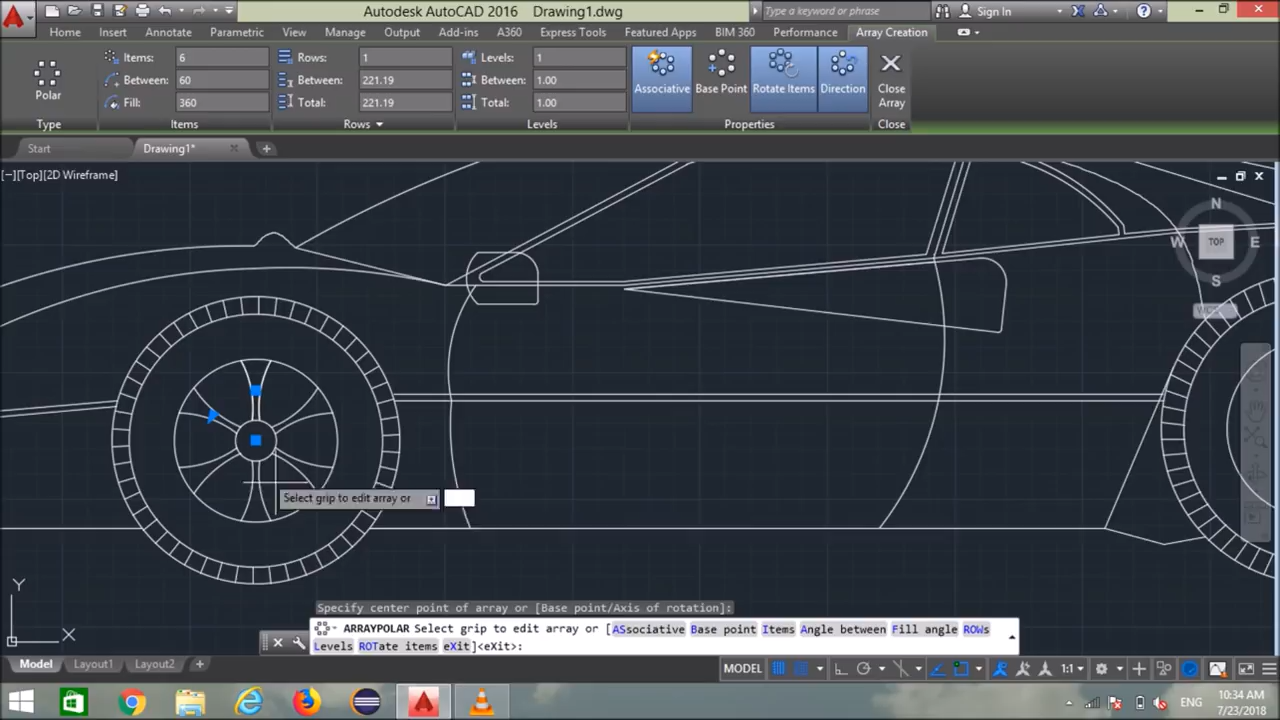 Autodesk AutoCAD 2016 Drawing1.dwg
Type a keyword or phrase
Sign In
Home Insert Annotate Parametric View Manage Output Add-ins A360 Express Tools Featured Apps BIM 360 Performance Array Creation
Items: 6 Rows: 1 Levels: 1
Between: 60 Between: 221.19 Between: 1.00
Fill: 360 Total: 221.19 Total: 1.00
Polar
Associative Base Point Rotate Items Direction Close Array
Type Items Rows Levels Properties Close
Start Drawing1*
[−][Top][2D Wireframe]
N
W TOP E
S
Select grip to edit array or
Y
X
Specify center point of array or [Base point/Axis of rotation]:
ARRAYPOLAR Select grip to edit array or [ASsociative Base point Items Angle between Fill angle ROWs
Levels ROTate items eXit]<eXit>:
Model Layout1 Layout2
MODEL 1:1
ENG
10:34 AM
7/23/2018